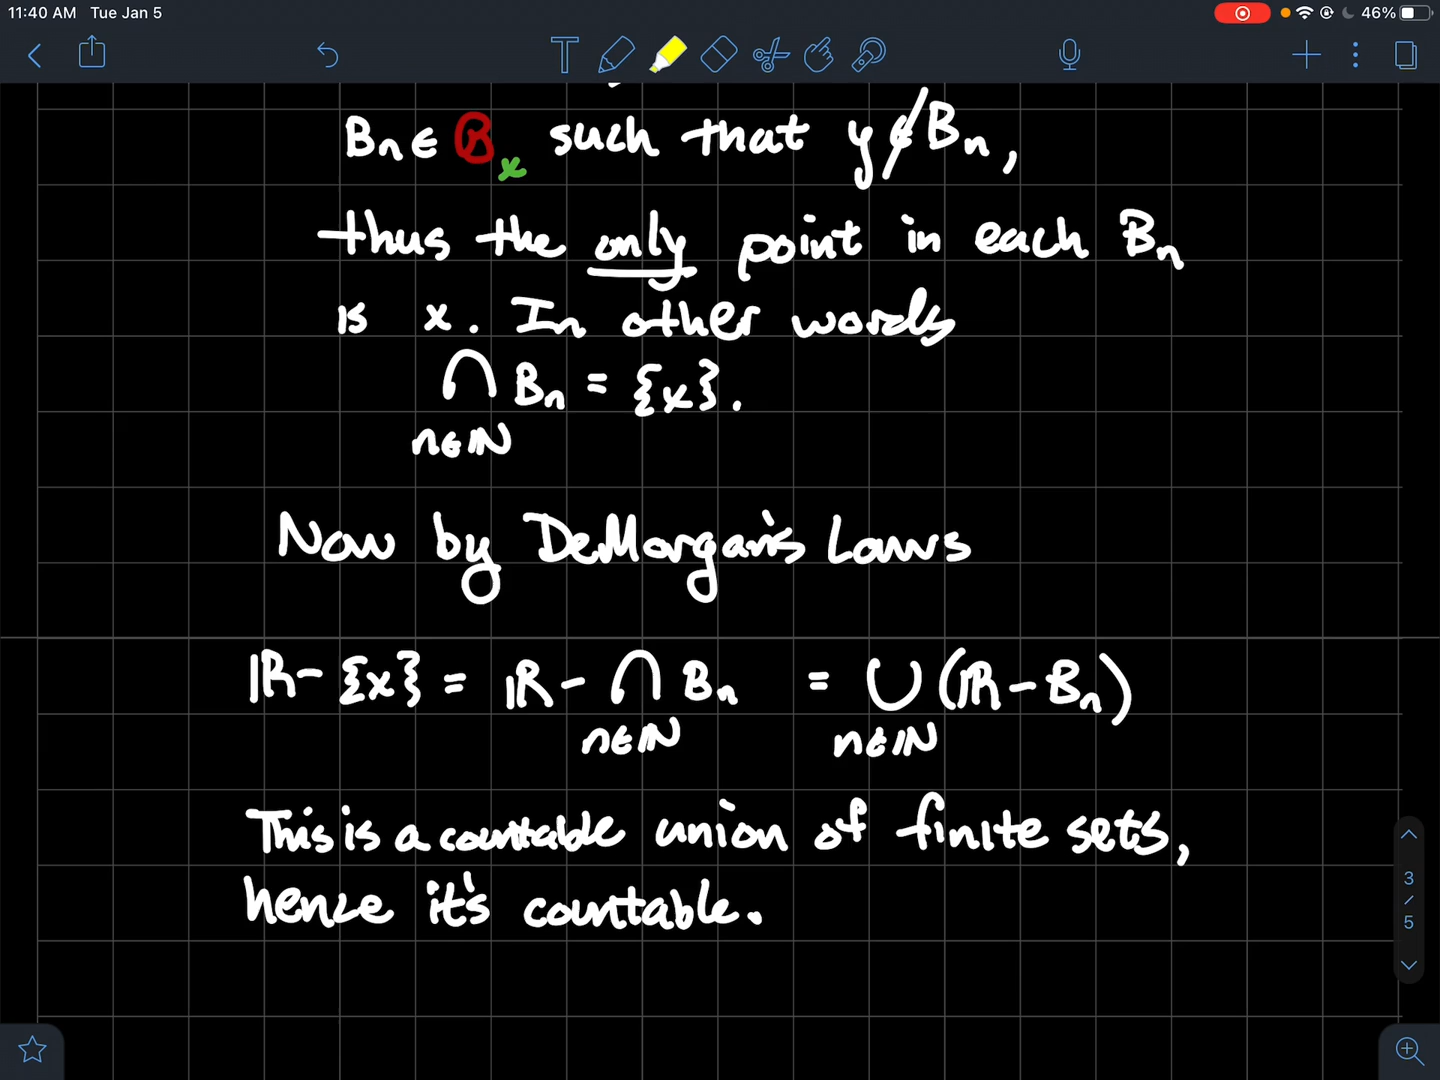 11:40 AM Tue Jan 5
46%
T
Bn ∈ B_x such that y ∉ Bn,
thus the only point in each Bn
is x. In other words
⋂ Bn = {x}.
n∈ℕ
Now by DeMorgan's Laws
ℝ - {x} = ℝ - ⋂ Bn = ⋃ (ℝ - Bn)
n∈ℕ n∈ℕ
This is a countable union of finite sets,
hence it's countable.
3
/
5